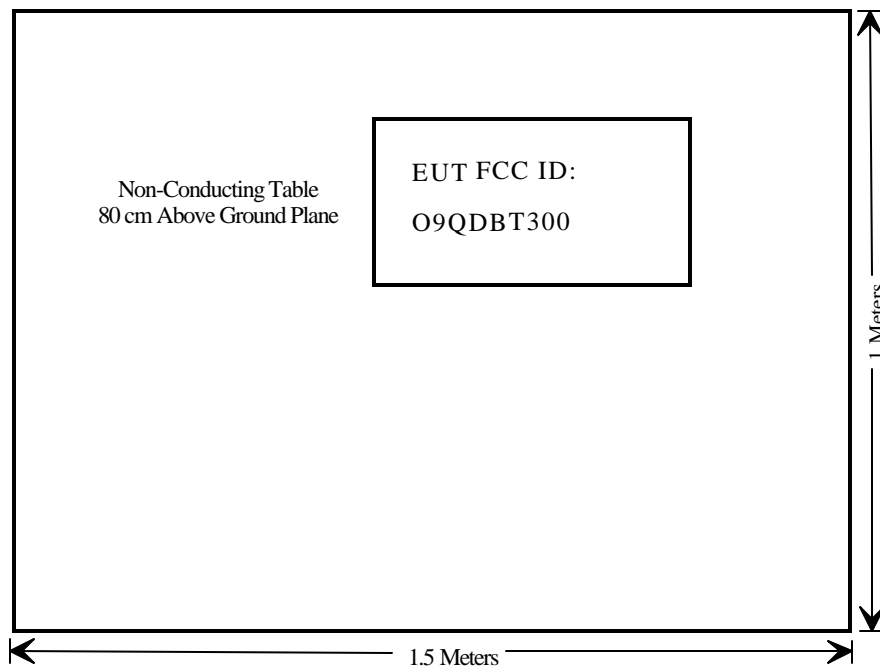 EUT FCC ID:
O9QDBT300
Non-Conducting Table
80 cm Above Ground Plane
1 Meters
1.5 Meters